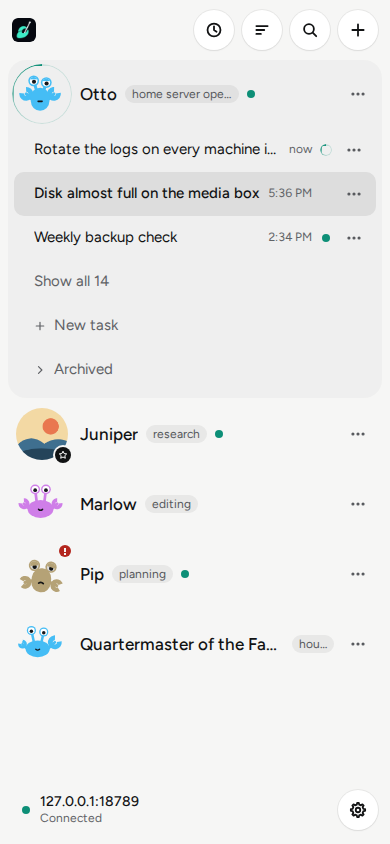 Otto home server ope...
Rotate the logs on every machine i... now
Disk almost full on the media box 5:36 PM
Weekly backup check 2:34 PM
Show all 14
New task
Archived
Juniper research
Marlow editing
Pip planning
Quartermaster of the Fa... hou...
127.0.0.1:18789
Connected